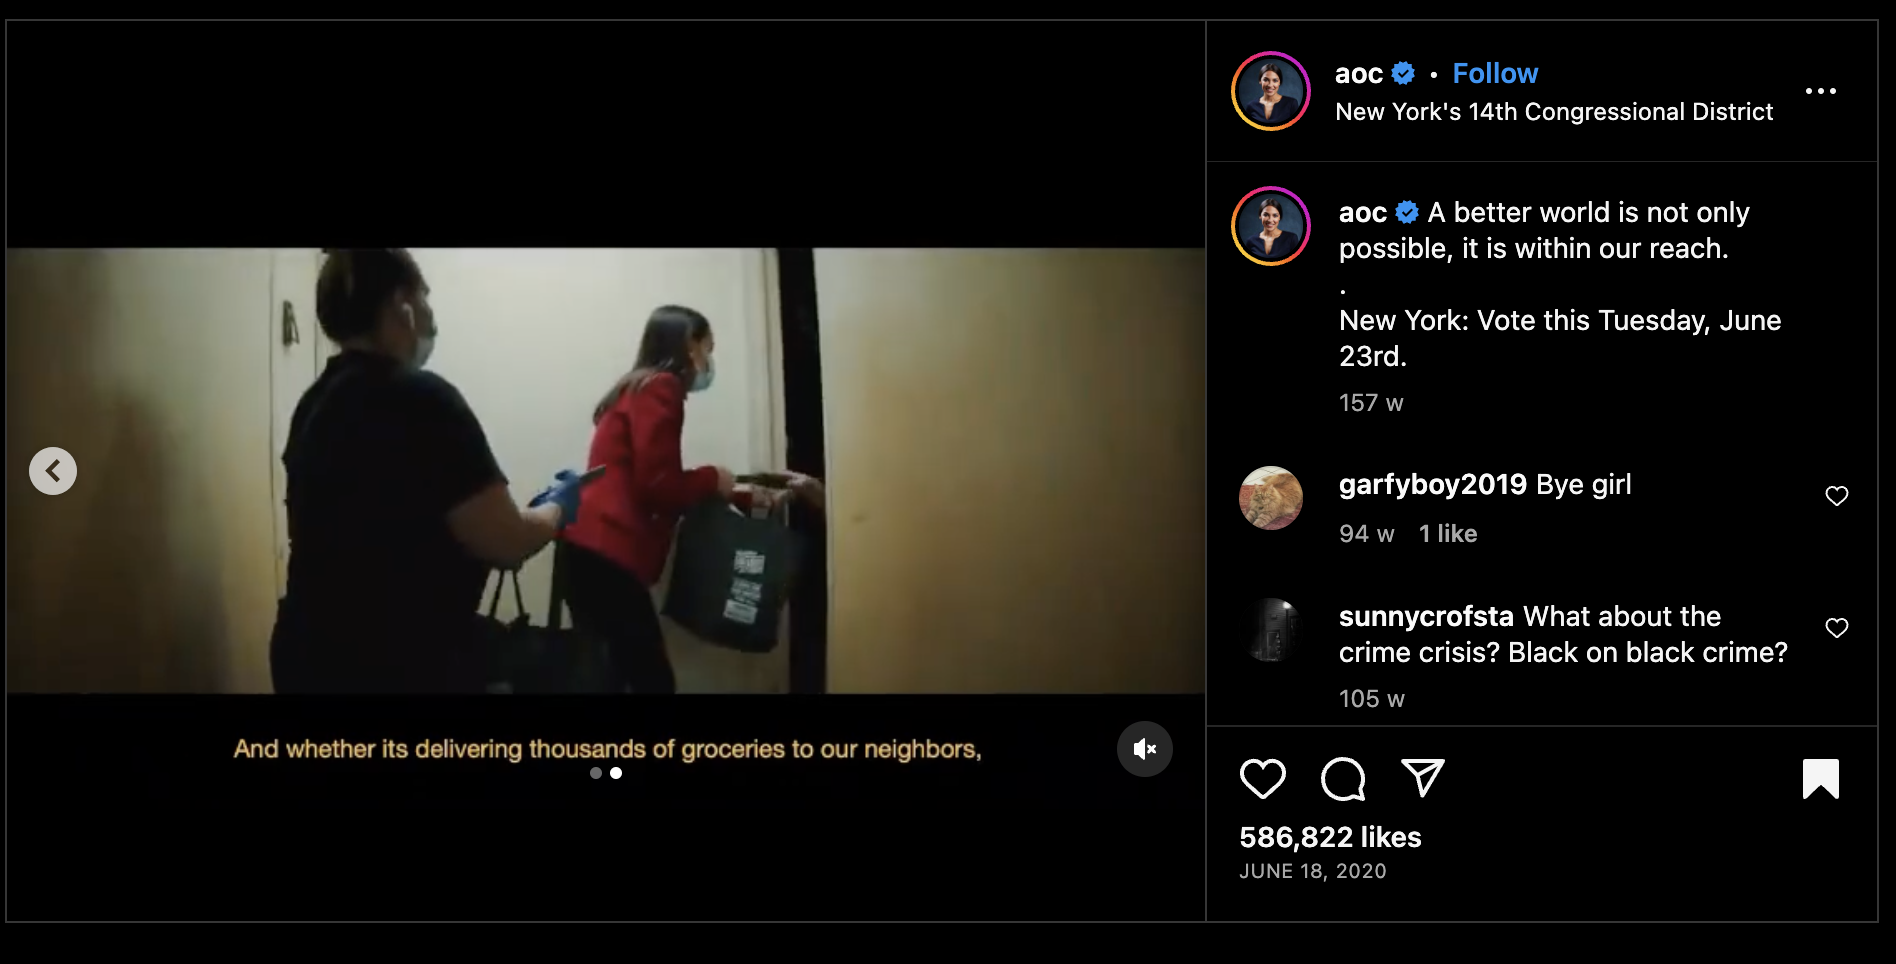 aoc • Follow
New York's 14th Congressional District
aoc A better world is not only
possible, it is within our reach.
.
New York: Vote this Tuesday, June
23rd.
157 w
garfyboy2019 Bye girl
94 w 1 like
sunnycrofsta What about the
crime crisis? Black on black crime?
105 w
And whether its delivering thousands of groceries to our neighbors,
586,822 likes
JUNE 18, 2020